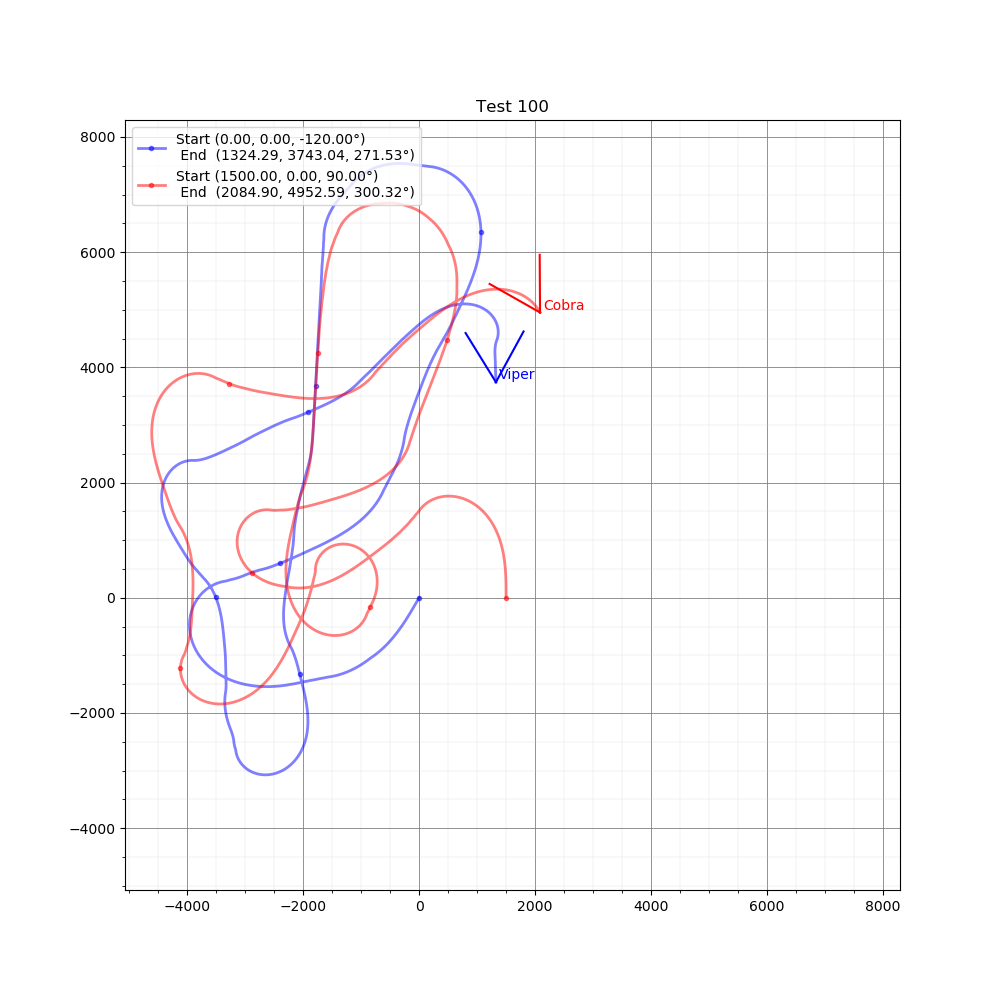 Test 100
Start (0.00, 0.00, -120.00°)
End (1324.29, 3743.04, 271.53°)
Start (1500.00, 0.00, 90.00°)
End (2084.90, 4952.59, 300.32°)
8000
6000
4000
2000
0
−2000
−4000
Cobra
Viper
−4000 −2000 0 2000 4000 6000 8000